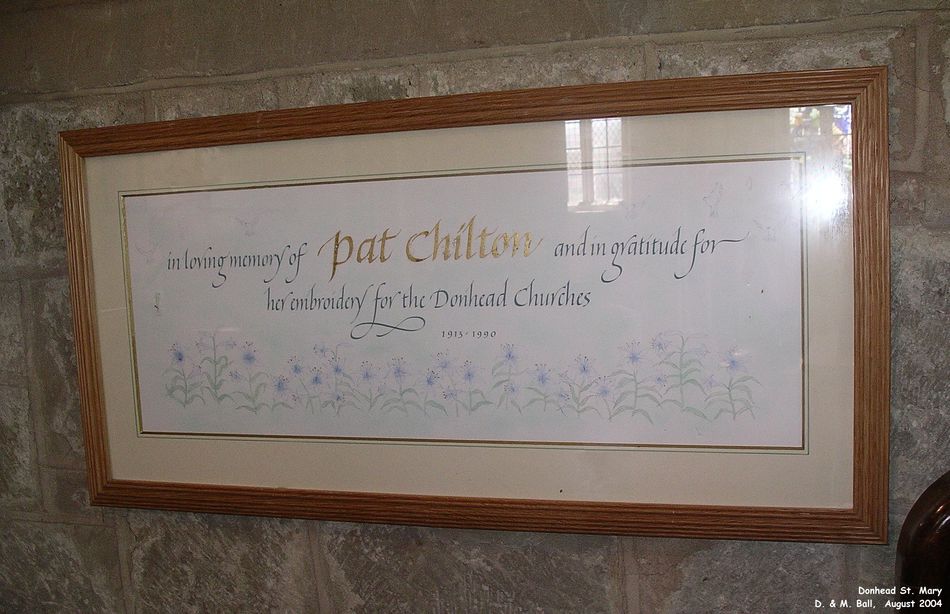 in loving memory of Pat Chilton and in gratitude for
her embroidery for the Donhead Churches
1913-1990
Donhead St. Mary
D. & M. Ball, August 2004